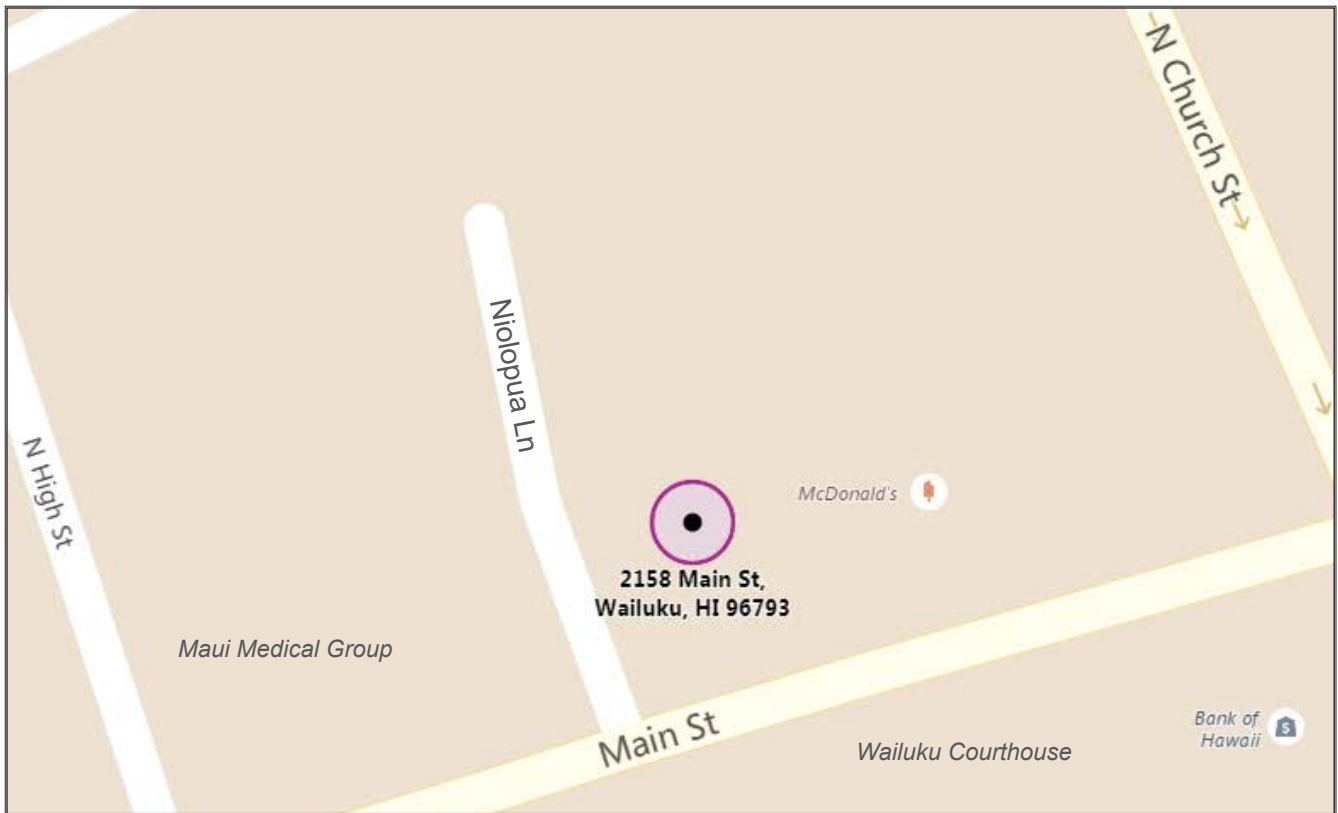 N Church St
Niolopua Ln
N High St
McDonald's
2158 Main St,
Wailuku, HI 96793
Maui Medical Group
Main St
Wailuku Courthouse
Bank of
Hawaii
S